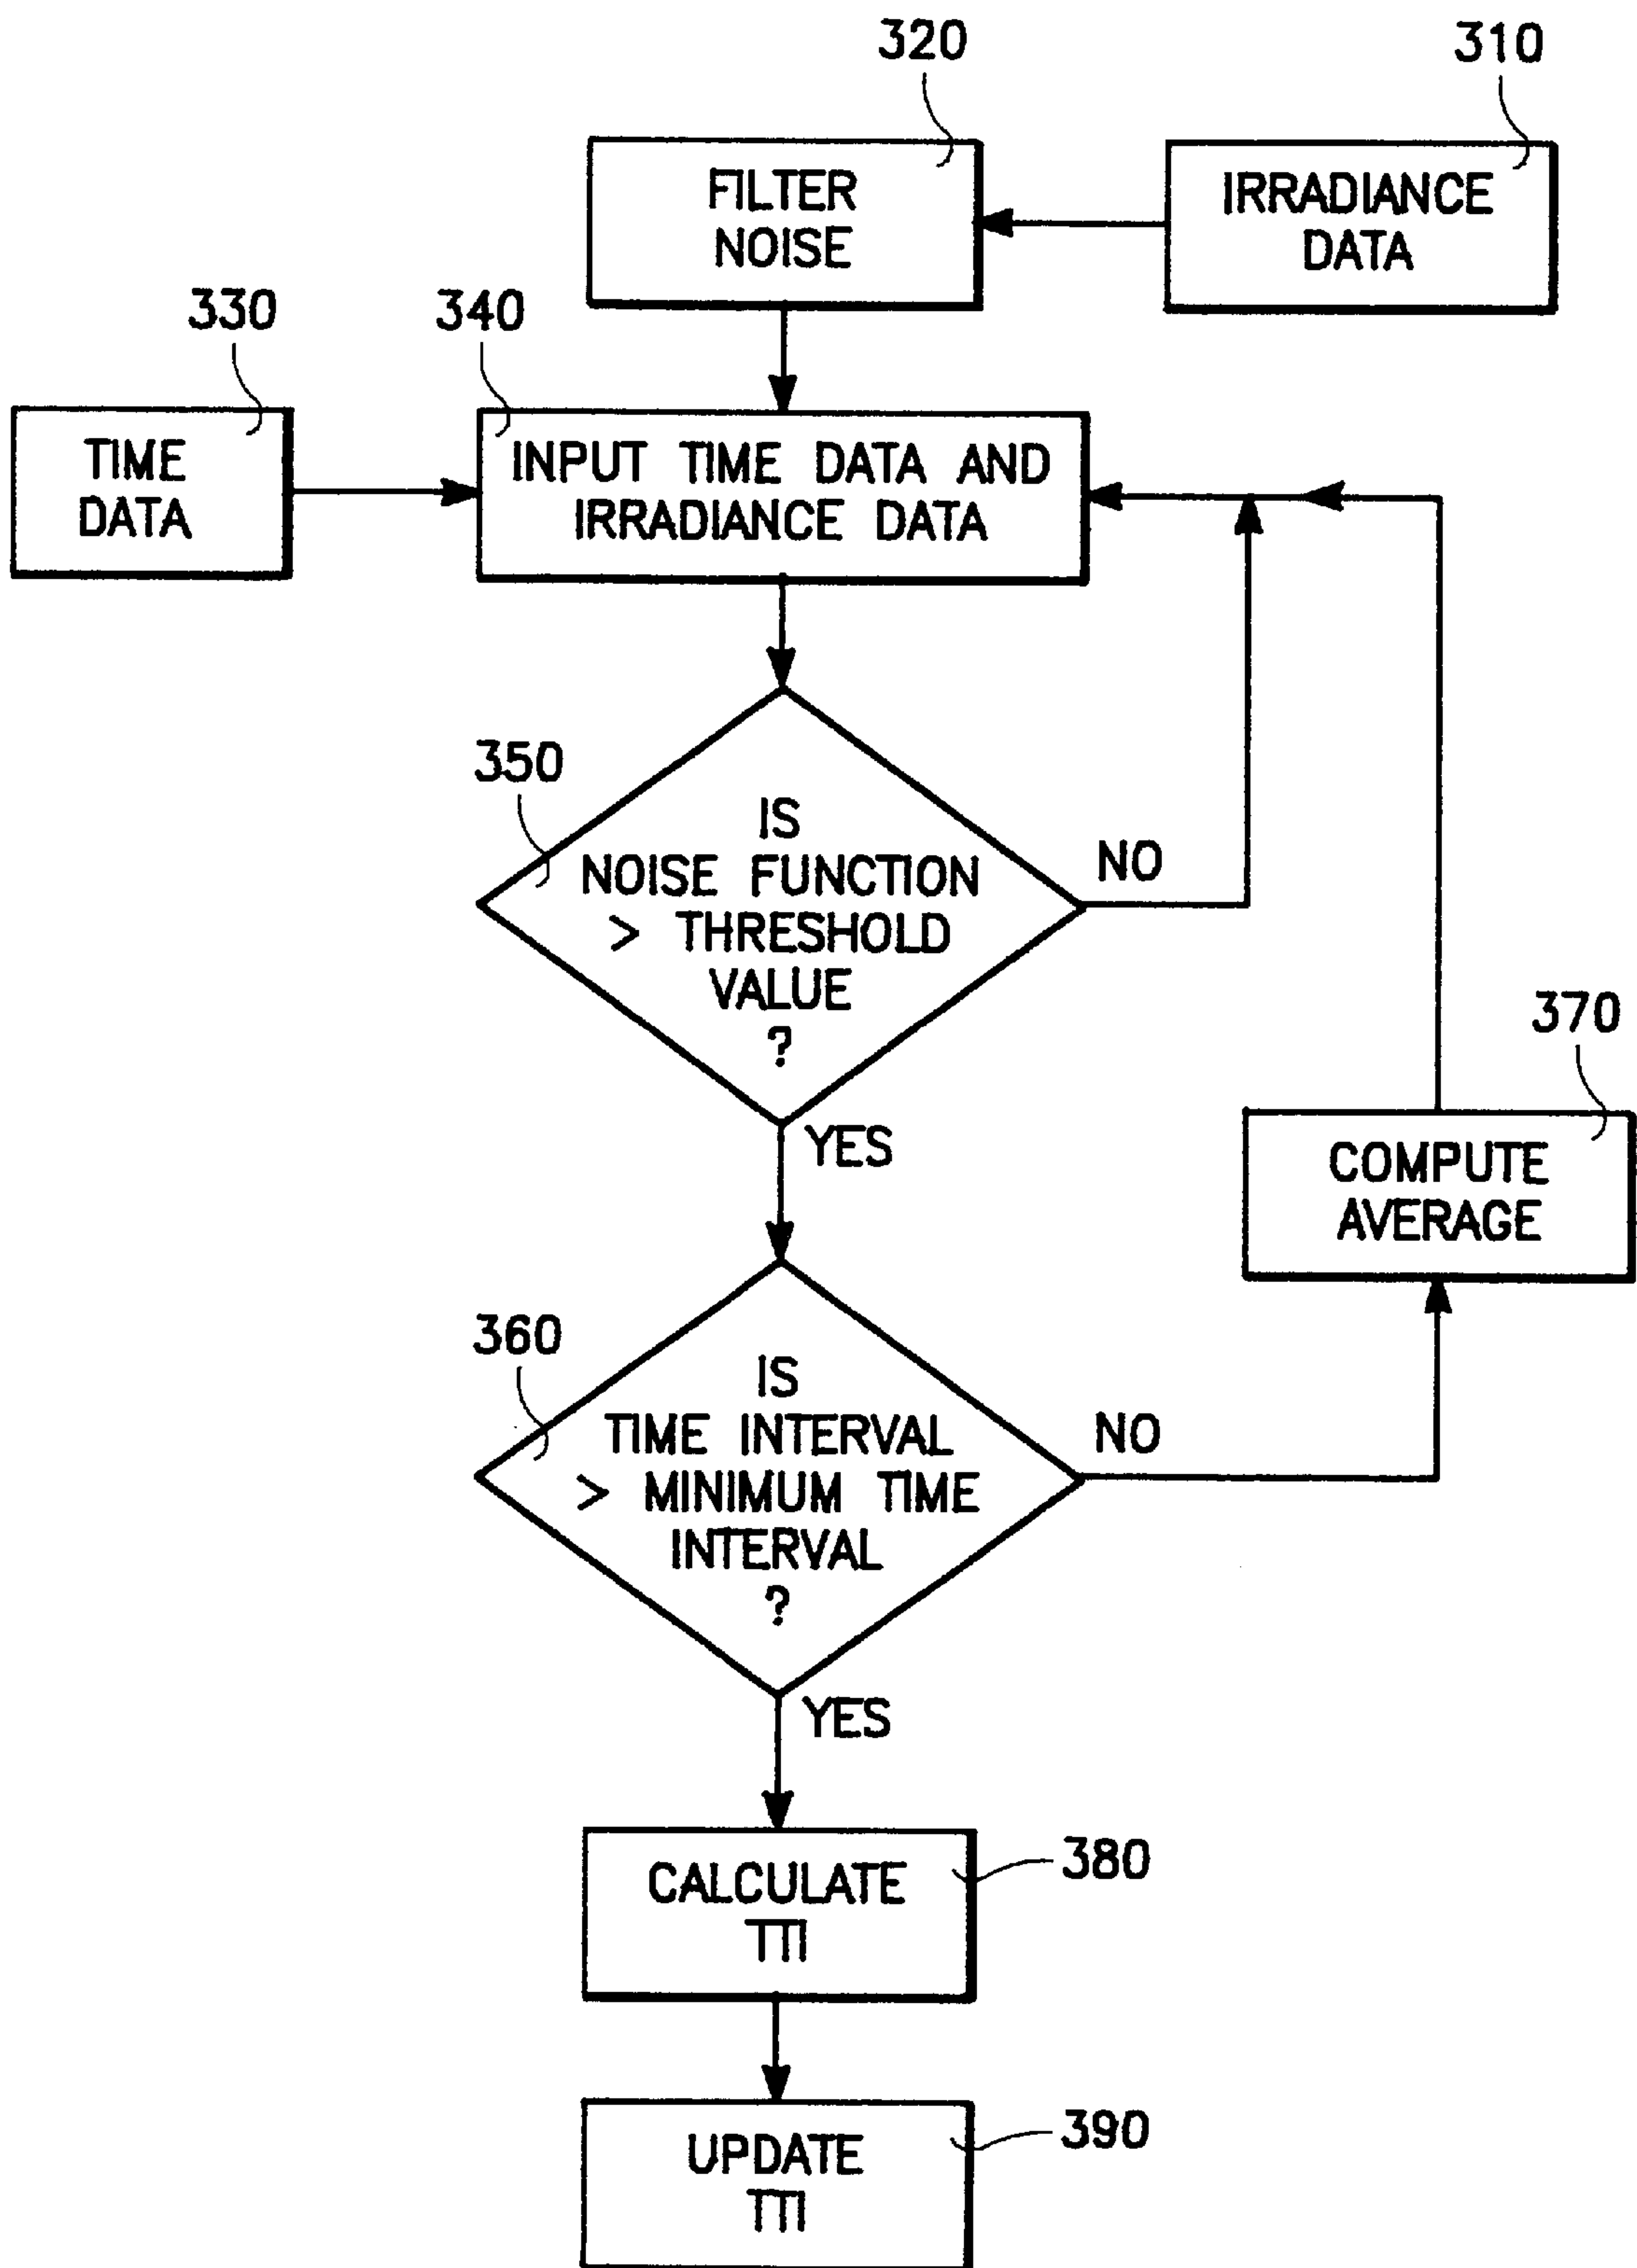 320
310
FILTER
NOISE
IRRADIANCE
DATA
330
340
TIME
DATA
INPUT TIME DATA AND
IRRADIANCE DATA
350
IS
NOISE FUNCTION
> THRESHOLD
VALUE
?
NO
YES
370
COMPUTE
AVERAGE
360
IS
TIME INTERVAL
> MINIMUM TIME
INTERVAL
?
NO
YES
CALCULATE
TTI
380
UPDATE
TTI
390